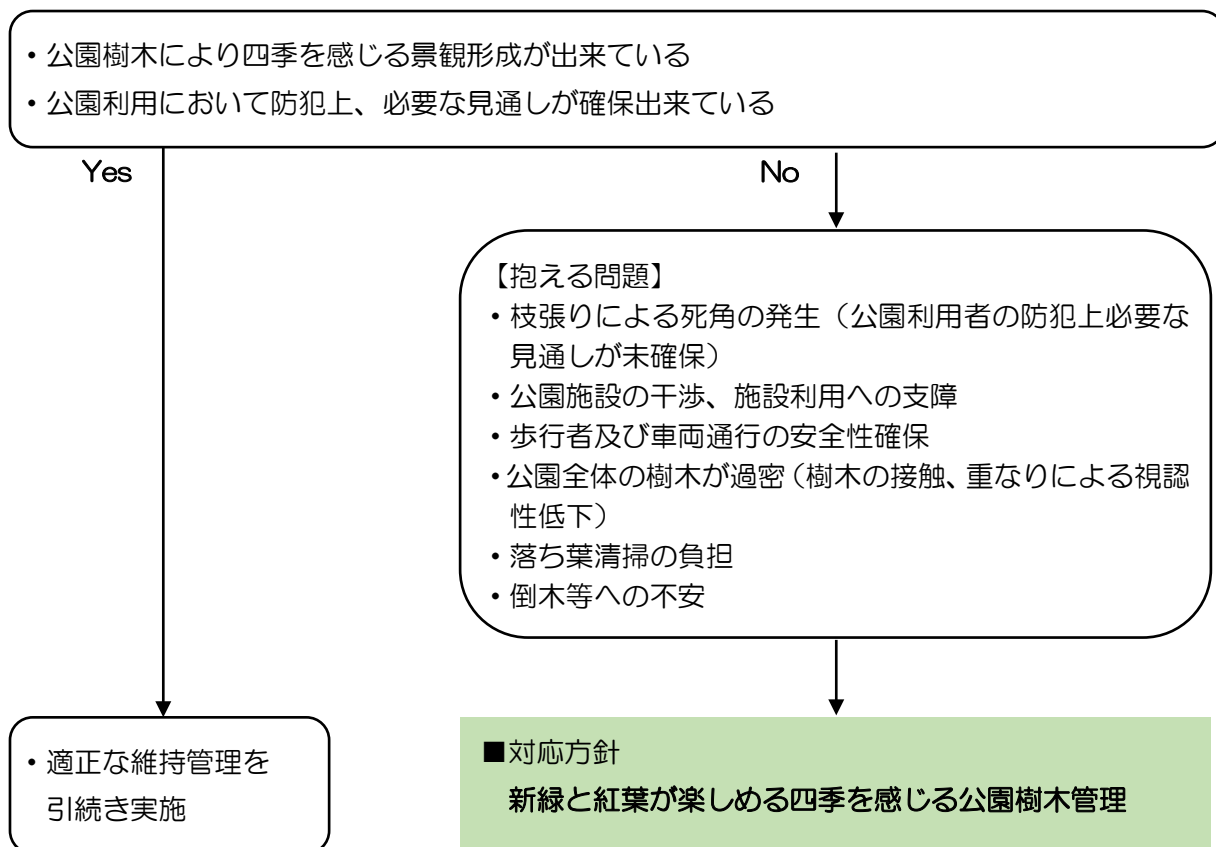 ・公園樹木により四季を感じる景観形成が出来ている
・公園利用において防犯上、必要な見通しが確保出来ている
Yes
No
【抱える問題】
・枝張りによる死角の発生（公園利用者の防犯上必要な
見通しが未確保）
・公園施設の干渉、施設利用への支障
・歩行者及び車両通行の安全性確保
・公園全体の樹木が過密（樹木の接触、重なりによる視認
性低下）
・落ち葉清掃の負担
・倒木等への不安
・適正な維持管理を
引続き実施
■対応方針
新緑と紅葉が楽しめる四季を感じる公園樹木管理